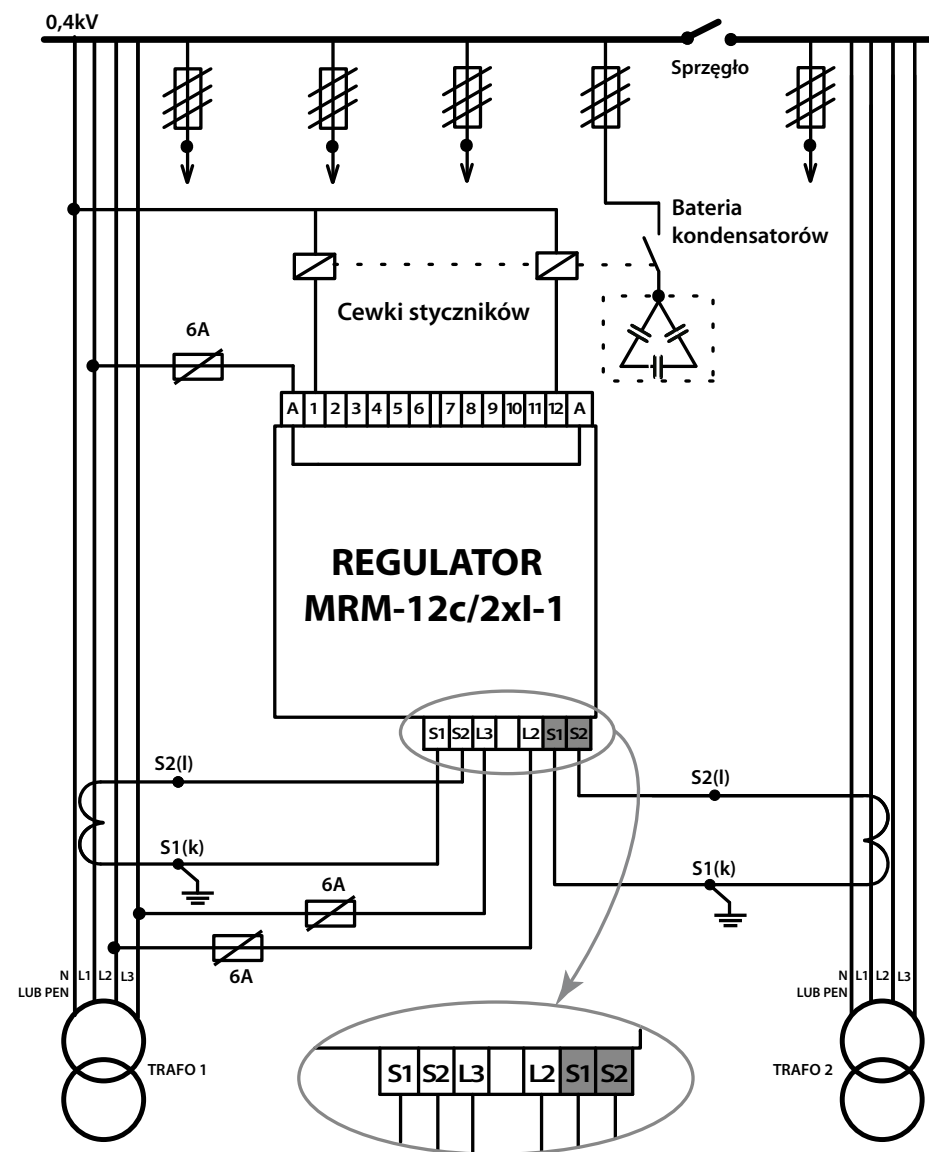 0,4kV
Sprzęgło
Bateria
kondensatorów
Cewki styczników
6A
A 1 2 3 4 5 6 7 8 9 10 11 12 A
REGULATOR
MRM-12c/2xI-1
S1 S2 L3 L2 S1 S2
S2(l)
S2(l)
S1(k)
S1(k)
6A
6A
N L1 L2 L3
LUB PEN
N L1 L2 L3
LUB PEN
TRAFO 1
TRAFO 2
S1 S2 L3 L2 S1 S2